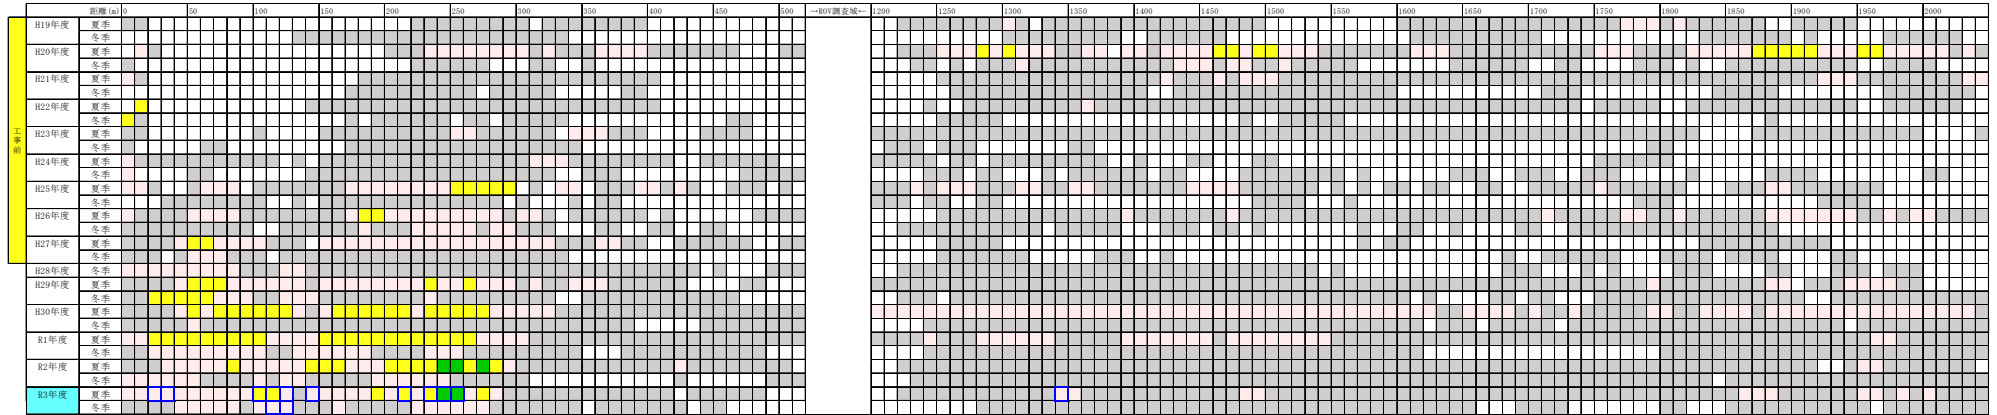 距離(m) 0 50 100 150 200 250 300 350 400 450 500 →ROV調査域← 1200 1250 1300 1350 1400 1450 1500 1550 1600 1650 1700 1750 1800 1850 1900 1950 2000
工事前
H19年度 夏季
冬季
H20年度 夏季
冬季
H21年度 夏季
冬季
H22年度 夏季
冬季
H23年度 夏季
冬季
H24年度 夏季
冬季
H25年度 夏季
冬季
H26年度 夏季
冬季
H27年度 夏季
冬季
H28年度 冬季
H29年度 夏季
冬季
H30年度 夏季
冬季
R1年度 夏季
冬季
R2年度 夏季
冬季
R3年度 夏季
冬季